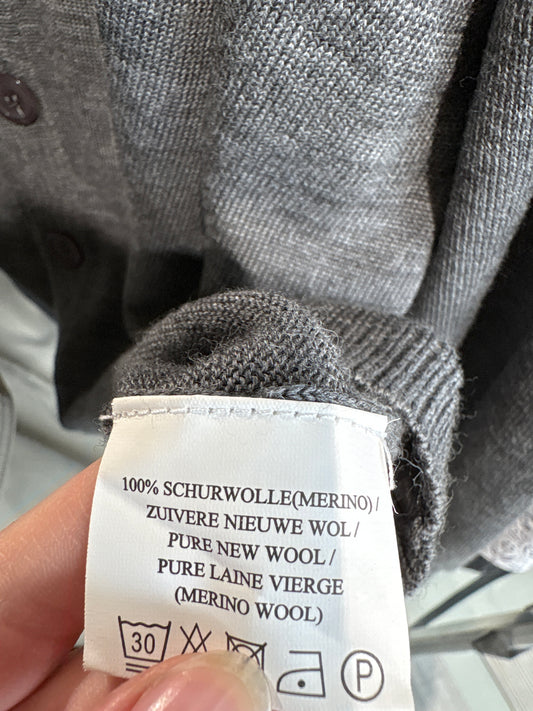 100% SCHURWOLLE(MERINO) /
ZUIVERE NIEUWE WOL /
PURE NEW WOOL /
PURE LAINE VIERGE
(MERINO WOOL)
30 P